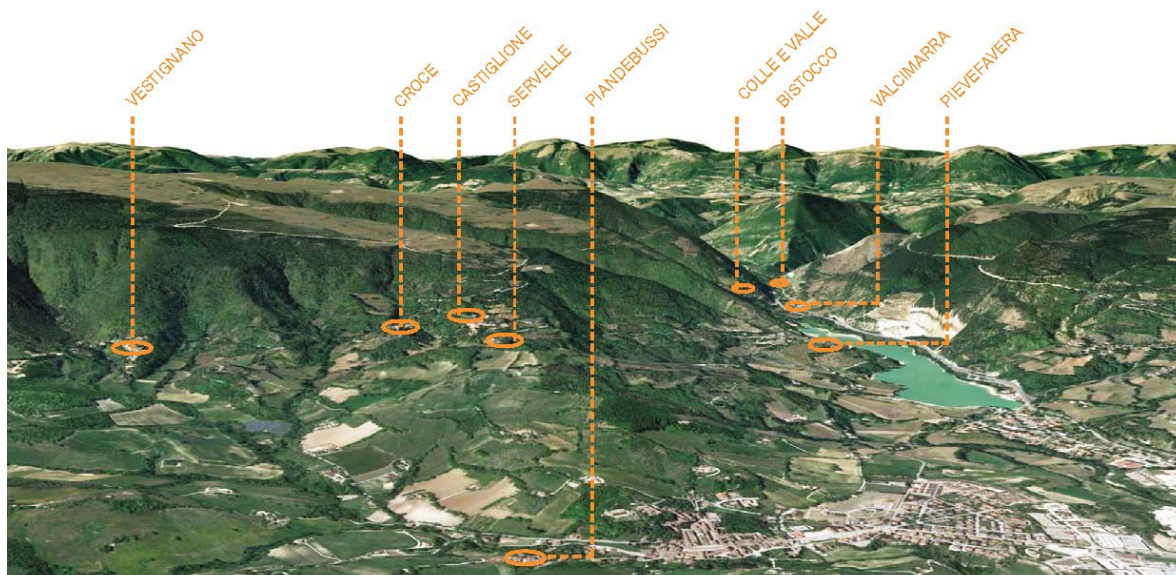 VESTIGNANO
CROCE
CASTIGLIONE
SERVELLE
PIANDEBUSSI
COLLE E VALLE
BISTOCCO
VALCIMARRA
PIEVEFAVERA